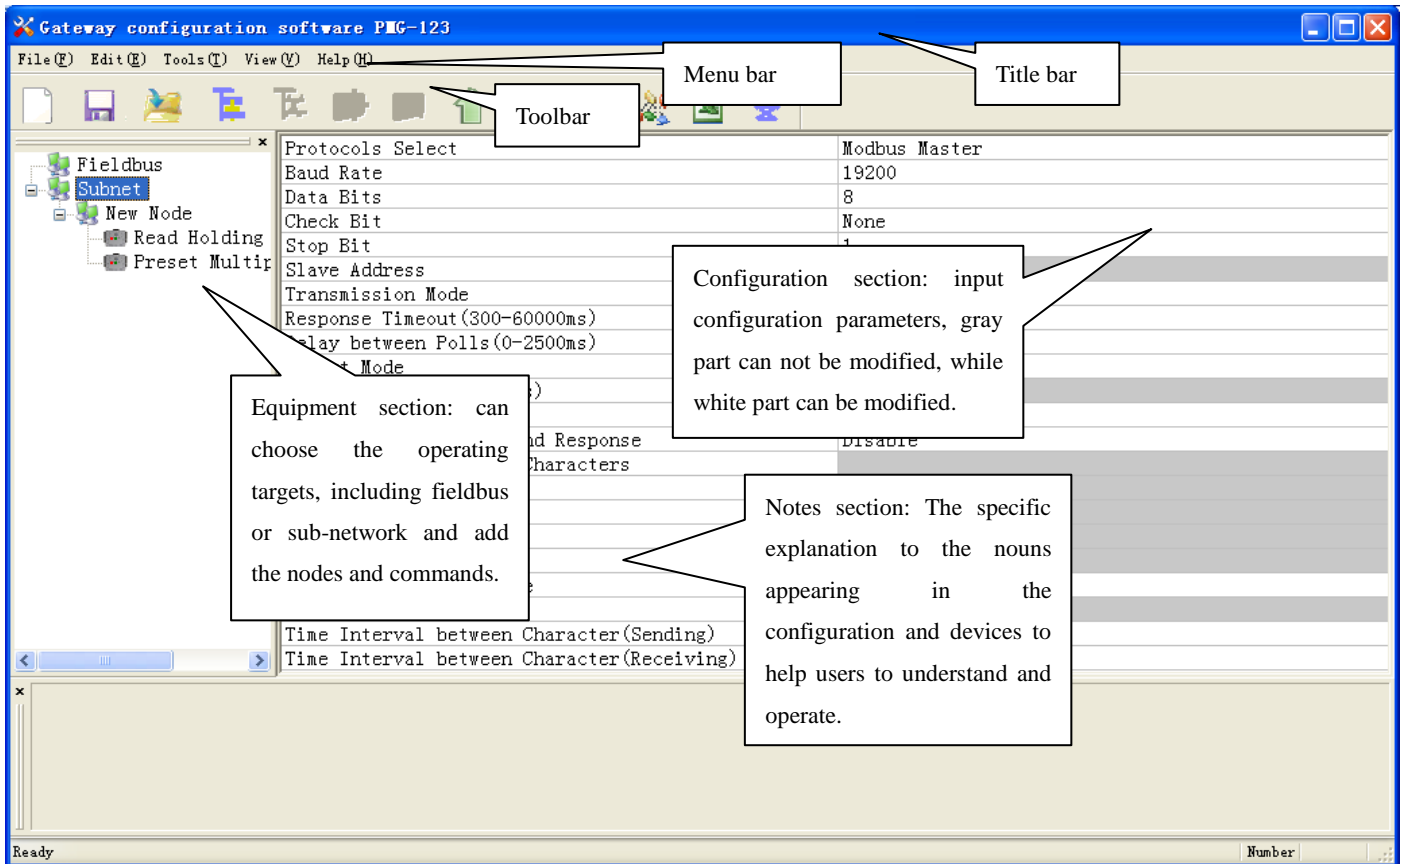 Gateway configuration software PMG-123
File(F) Edit(E) Tools(T) View(V) Help(H)
Menu bar
Title bar
Toolbar
Fieldbus
Subnet
New Node
Read Holding
Preset Multip
Protocols Select Modbus Master
Baud Rate 19200
Data Bits 8
Check Bit None
Stop Bit 1
Slave Address
Transmission Mode
Response Timeout(300-60000ms)
Delay between Polls(0-2500ms)
Mode
)
nd Response Disable
Characters
Time Interval between Character(Sending)
Time Interval between Character(Receiving)
Configuration section: input
configuration parameters, gray
part can not be modified, while
white part can be modified.
Equipment section: can
choose the operating
targets, including fieldbus
or sub-network and add
the nodes and commands.
Notes section: The specific
explanation to the nouns
appearing in the
configuration and devices to
help users to understand and
operate.
Ready Number